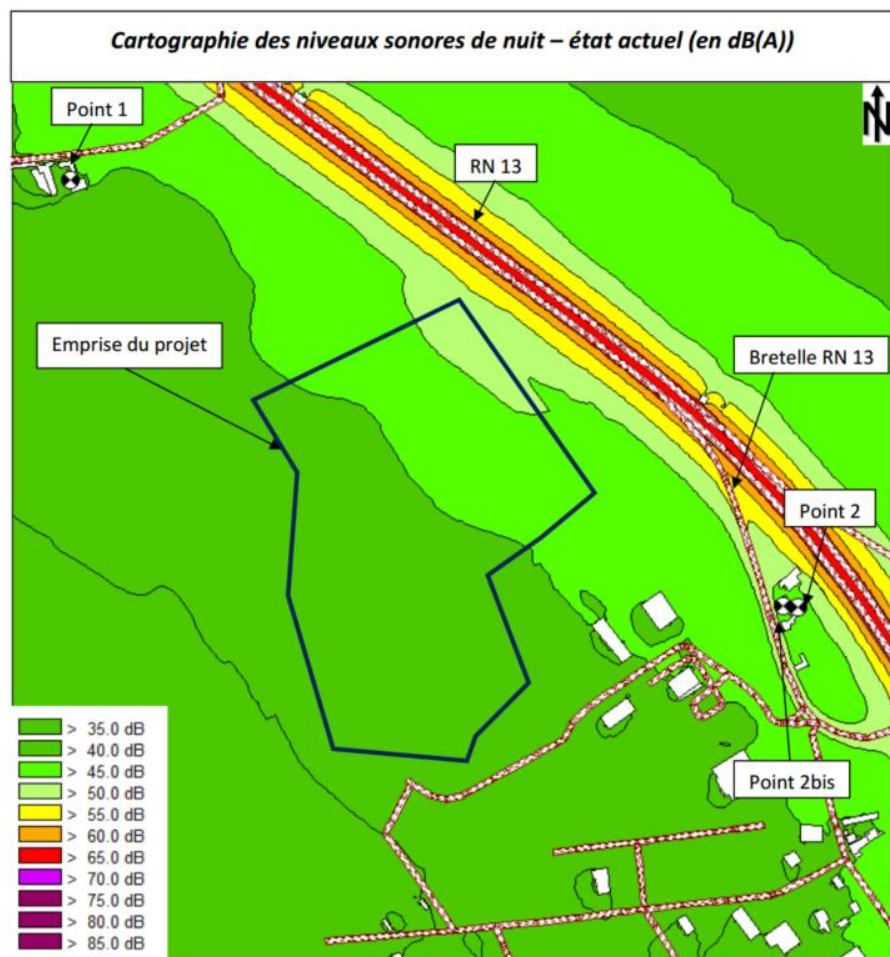 Cartographie des niveaux sonores de nuit – état actuel (en dB(A))
Point 1
N
RN 13
Emprise du projet
Bretelle RN 13
Point 2
Point 2bis
> 35.0 dB
> 40.0 dB
> 45.0 dB
> 50.0 dB
> 55.0 dB
> 60.0 dB
> 65.0 dB
> 70.0 dB
> 75.0 dB
> 80.0 dB
> 85.0 dB